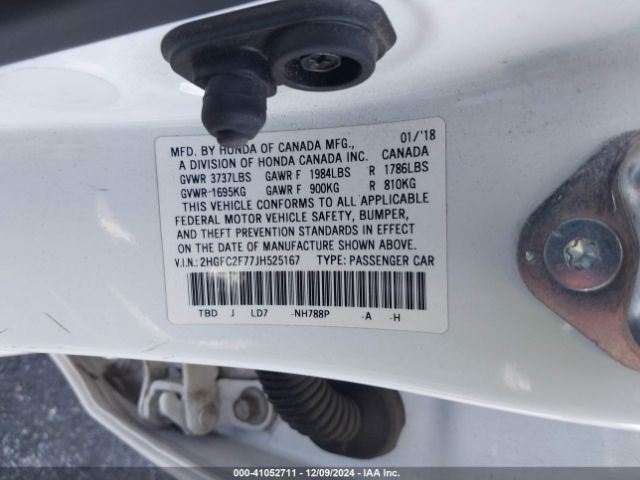 MFD. BY HONDA OF CANADA MFG., 01/'18
A DIVISION OF HONDA CANADA INC. CANADA
GVWR 3737LBS GAWR F 1984LBS R 1786LBS
GVWR 1695KG GAWR F 900KG R 810KG
THIS VEHICLE CONFORMS TO ALL APPLICABLE
FEDERAL MOTOR VEHICLE SAFETY, BUMPER,
AND THEFT PREVENTION STANDARDS IN EFFECT
ON THE DATE OF MANUFACTURE SHOWN ABOVE.
V.I.N.: 2HGFC2F77JH525167 TYPE: PASSENGER CAR
TBD J LD7 -NH788P -A -H
000-41052711 - 12/09/2024 - IAA Inc.